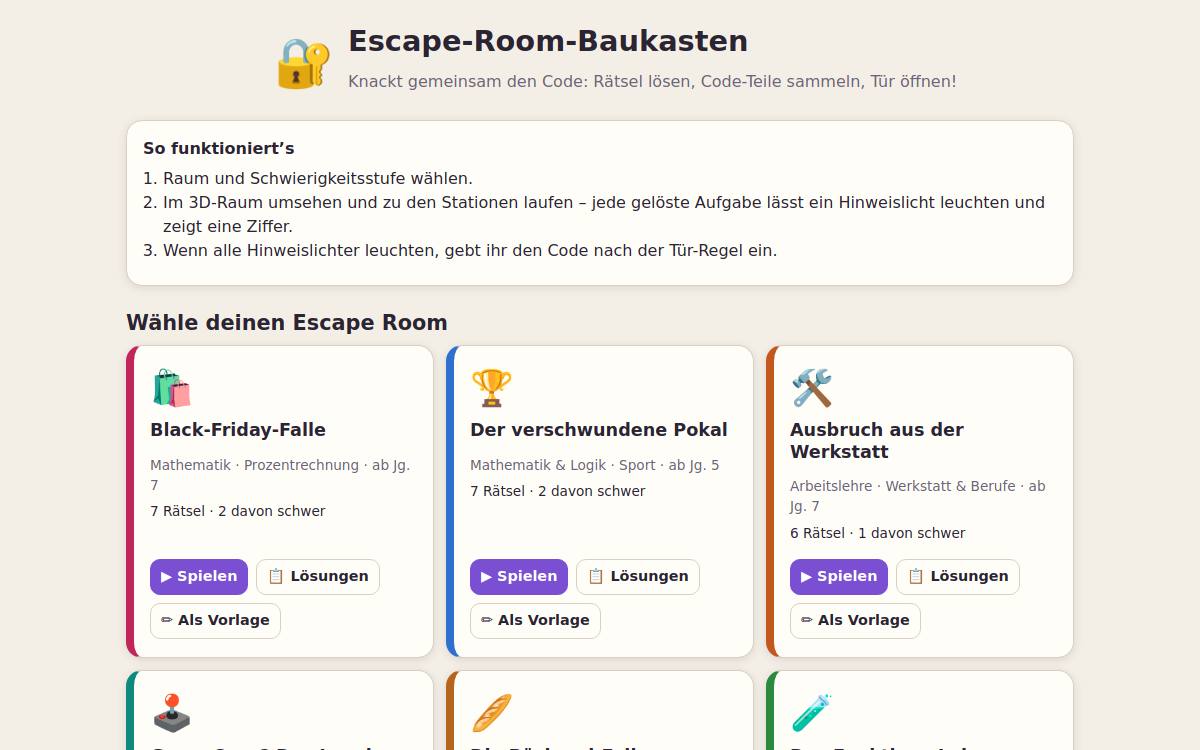 Escape-Room-Baukasten
Knackt gemeinsam den Code: Rätsel lösen, Code-Teile sammeln, Tür öffnen!
So funktioniert’s
1. Raum und Schwierigkeitsstufe wählen.
2. Im 3D-Raum umsehen und zu den Stationen laufen – jede gelöste Aufgabe lässt ein Hinweislicht leuchten und
zeigt eine Ziffer.
3. Wenn alle Hinweislichter leuchten, gebt ihr den Code nach der Tür-Regel ein.
Wähle deinen Escape Room
Black-Friday-Falle
Mathematik · Prozentrechnung · ab Jg.
7
7 Rätsel · 2 davon schwer
▶ Spielen
📋 Lösungen
✏ Als Vorlage
Der verschwundene Pokal
Mathematik & Logik · Sport · ab Jg. 5
7 Rätsel · 2 davon schwer
▶ Spielen
📋 Lösungen
✏ Als Vorlage
Ausbruch aus der
Werkstatt
Arbeitslehre · Werkstatt & Berufe · ab
Jg. 7
6 Rätsel · 1 davon schwer
▶ Spielen
📋 Lösungen
✏ Als Vorlage